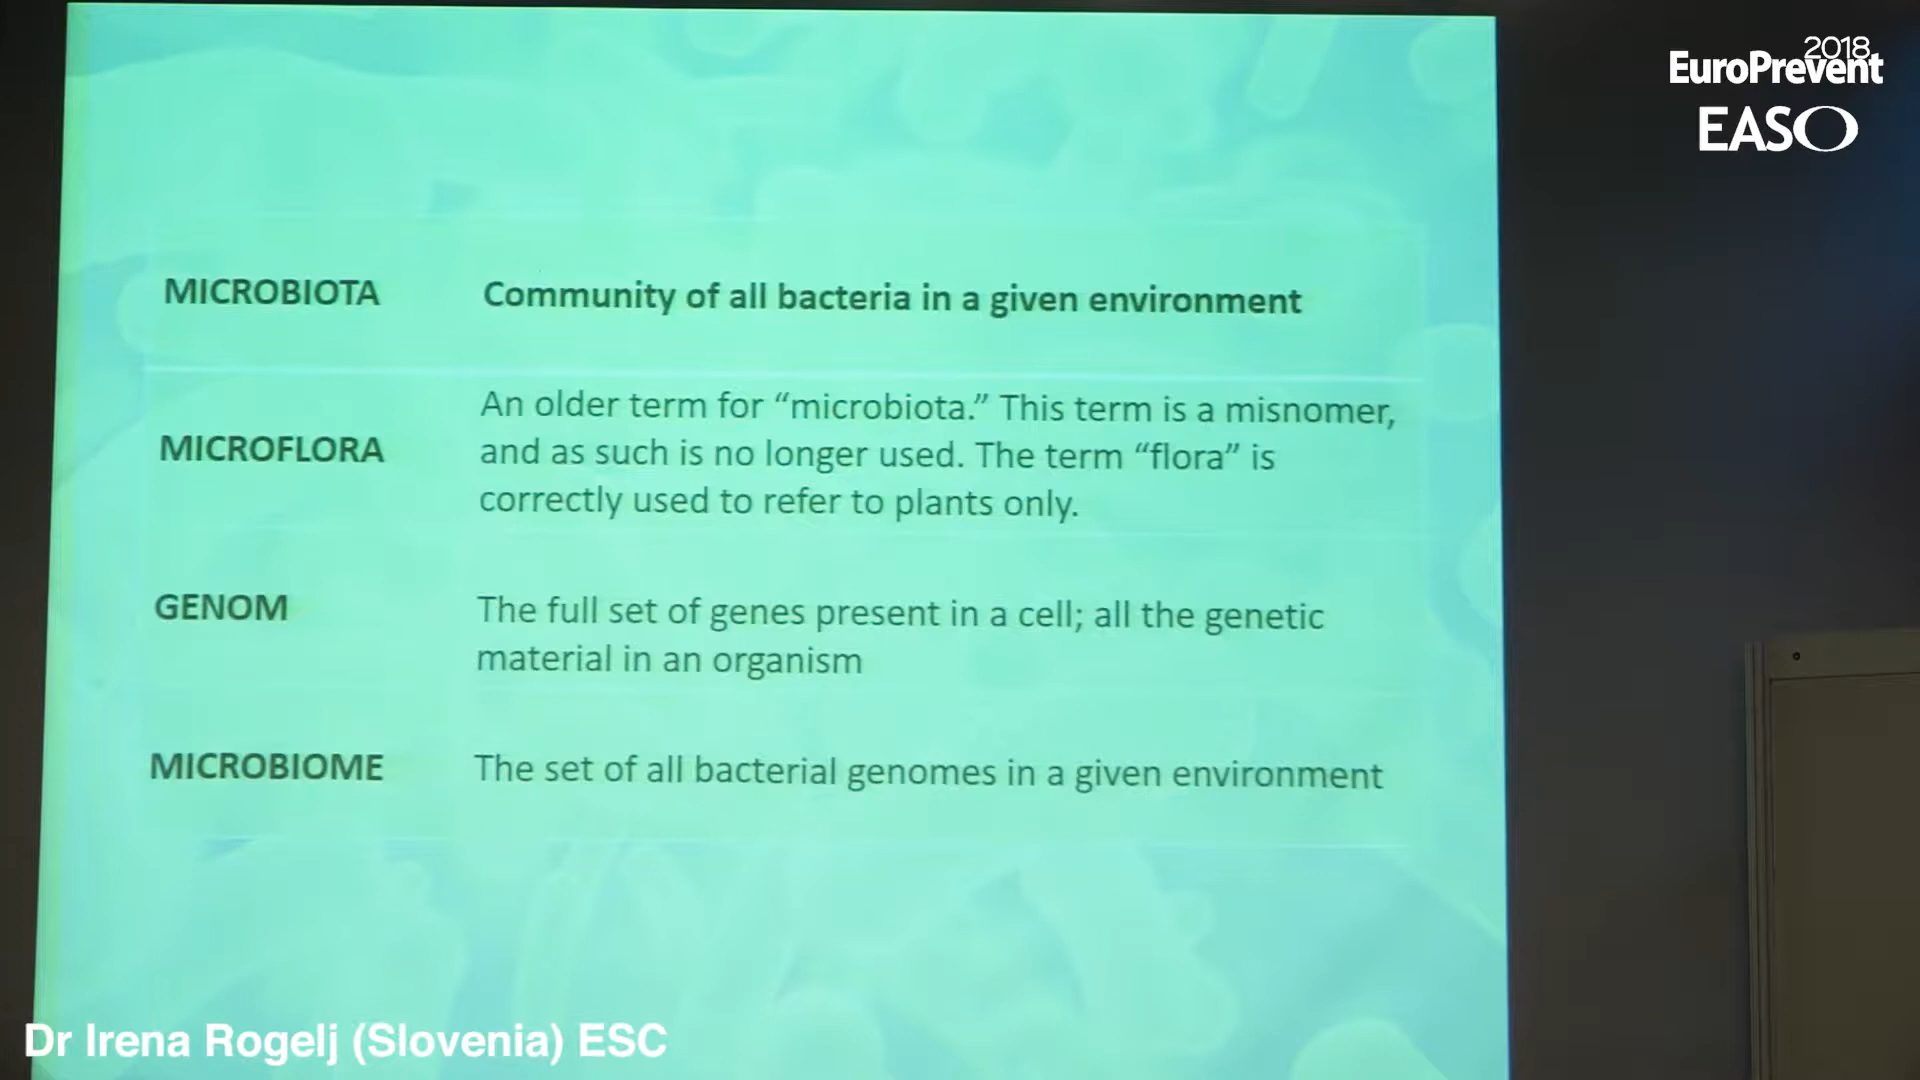 2018
EuroPrevent
EASO
MICROBIOTA
Community of all bacteria in a given environment
MICROFLORA
An older term for “microbiota.” This term is a misnomer,
and as such is no longer used. The term “flora” is
correctly used to refer to plants only.
GENOM
The full set of genes present in a cell; all the genetic
material in an organism
MICROBIOME
The set of all bacterial genomes in a given environment
Dr Irena Rogelj (Slovenia) ESC